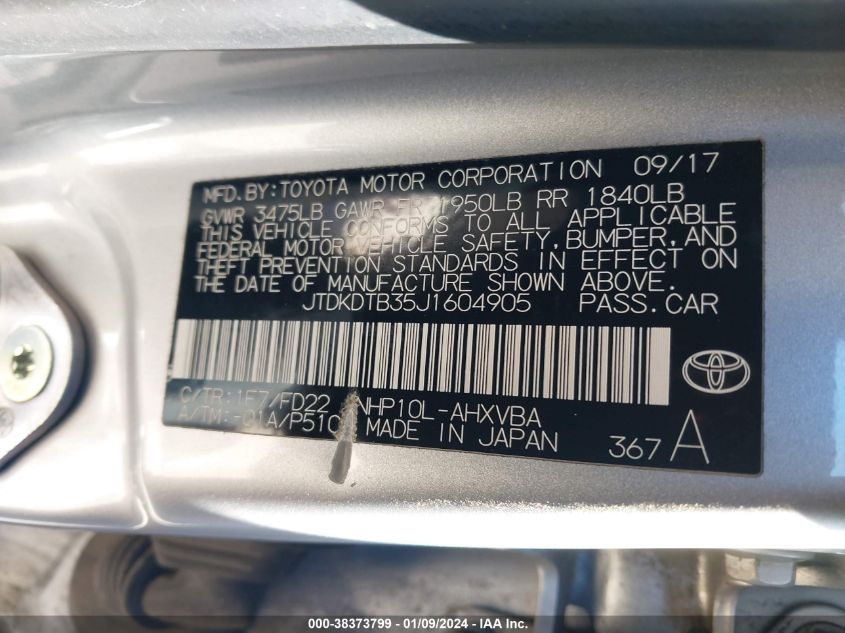 MFD. BY: TOYOTA MOTOR CORPORATION 09/17
GVWR 3475LB GAWR FR 1950LB RR 1840LB
THIS VEHICLE CONFORMS TO ALL APPLICABLE
FEDERAL MOTOR VEHICLE SAFETY, BUMPER, AND
THEFT PREVENTION STANDARDS IN EFFECT ON
THE DATE OF MANUFACTURE SHOWN ABOVE.
JTDKDTB35J1604905 PASS.CAR
C/TR:1F7/FD22 NHP10L-AHXVBA
A/TM:-01A/P510 MADE IN JAPAN
367 A
000-38373799 - 01/09/2024 - IAA Inc.